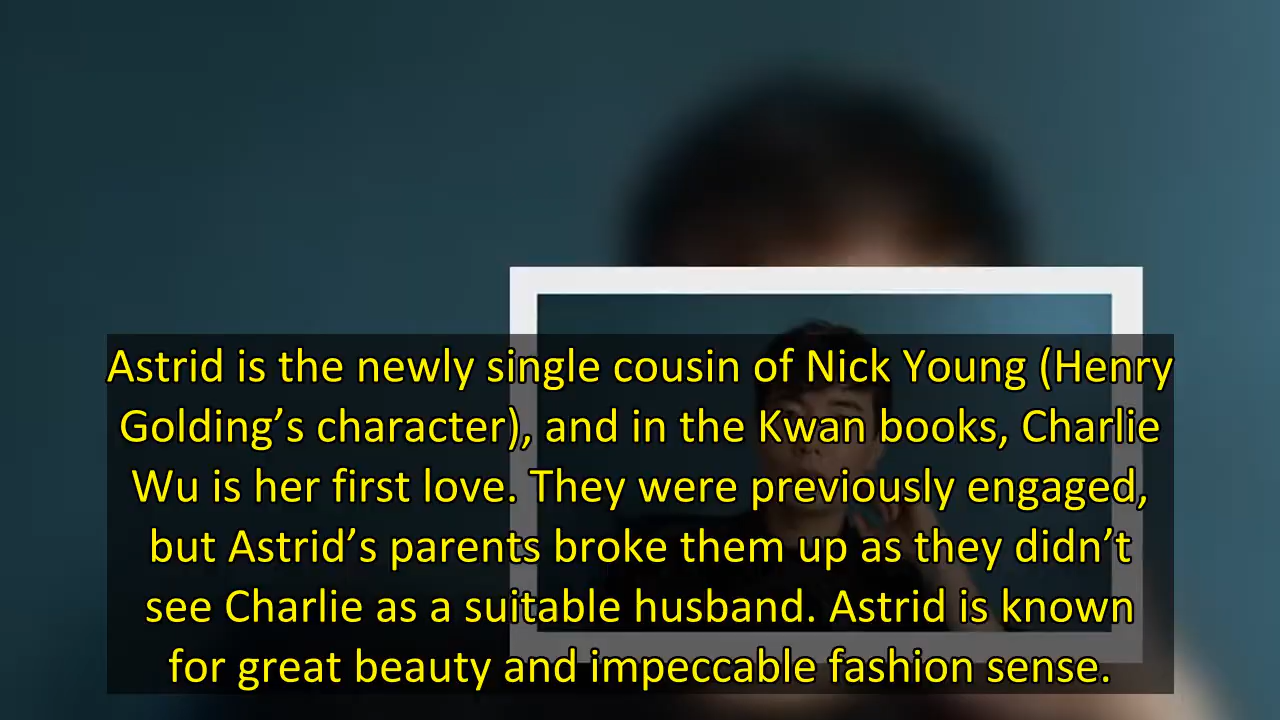 Astrid is the newly single cousin of Nick Young (Henry
Golding’s character), and in the Kwan books, Charlie
Wu is her first love. They were previously engaged,
but Astrid’s parents broke them up as they didn’t
see Charlie as a suitable husband. Astrid is known
for great beauty and impeccable fashion sense.